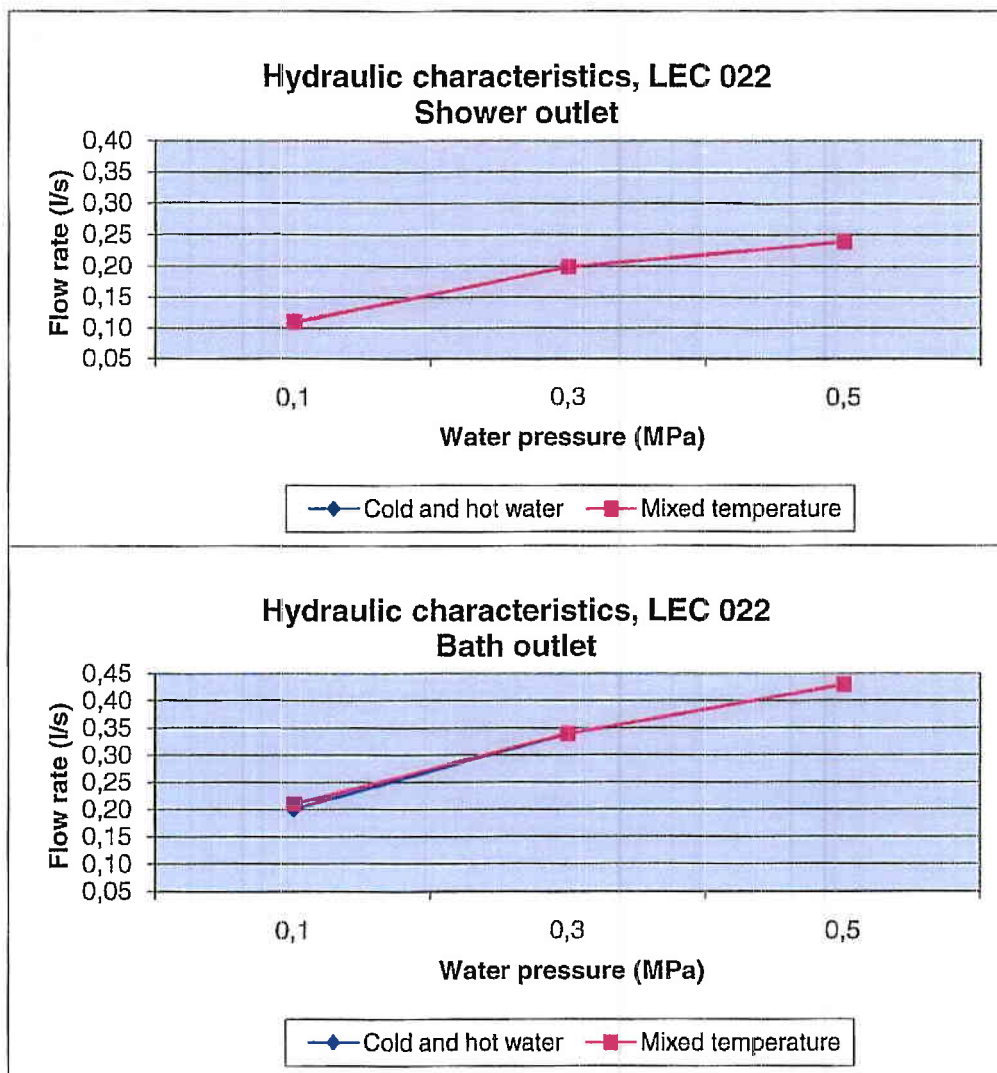 Hydraulic characteristics, LEC 022
Shower outlet
0,40
0,35
0,30
0,25
0,20
0,15
0,10
0,05
Flow rate (l/s)
0,1 0,3 0,5
Water pressure (MPa)
Cold and hot water Mixed temperature
Hydraulic characteristics, LEC 022
Bath outlet
0,45
0,40
0,35
0,30
0,25
0,20
0,15
0,10
0,05
Flow rate (l/s)
0,1 0,3 0,5
Water pressure (MPa)
Cold and hot water Mixed temperature